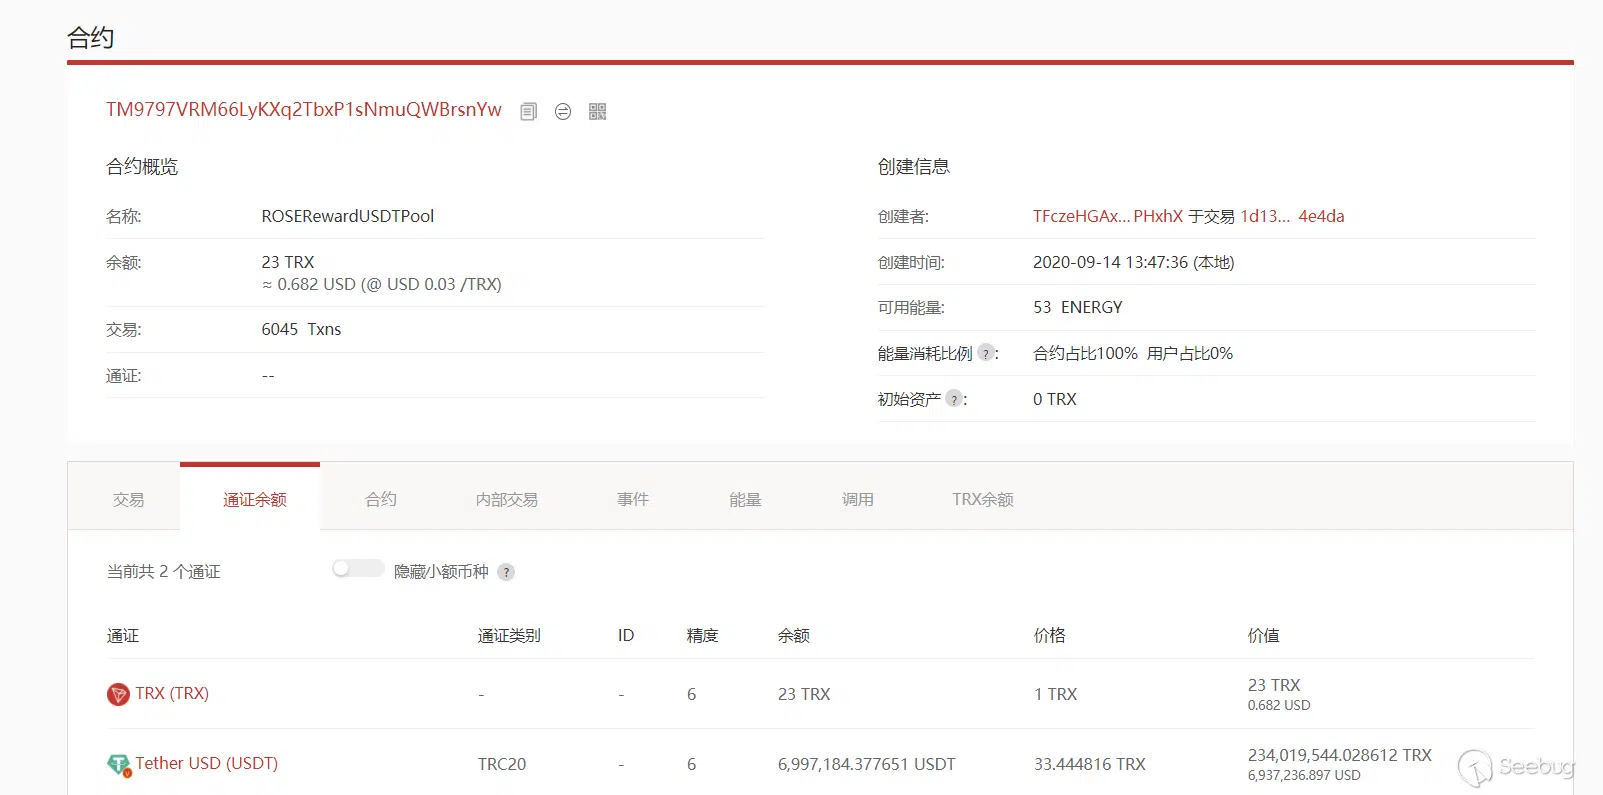 合约
TM9797VRM66LyKXq2TbxP1sNmuQWBrsnYw
合约概览
名称: ROSERewardUSDTPool
余额: 23 TRX
≈ 0.682 USD (@ USD 0.03 /TRX)
交易: 6045 Txns
通证: --
创建信息
创建者: TFczeHGAx... PHxhX 于交易 1d13... 4e4da
创建时间: 2020-09-14 13:47:36 (本地)
可用能量: 53 ENERGY
能量消耗比例 ? : 合约占比100% 用户占比0%
初始资产 ? : 0 TRX
交易 通证余额 合约 内部交易 事件 能量 调用 TRX余额
当前共 2 个通证 隐藏小额币种 ?
通证 通证类别 ID 精度 余额 价格 价值
TRX (TRX) - - 6 23 TRX 1 TRX 23 TRX
0.682 USD
Tether USD (USDT) TRC20 - 6 6,997,184.377651 USDT 33.444816 TRX 234,019,544.028612 TRX
6,937,236.897 USD
Seebug